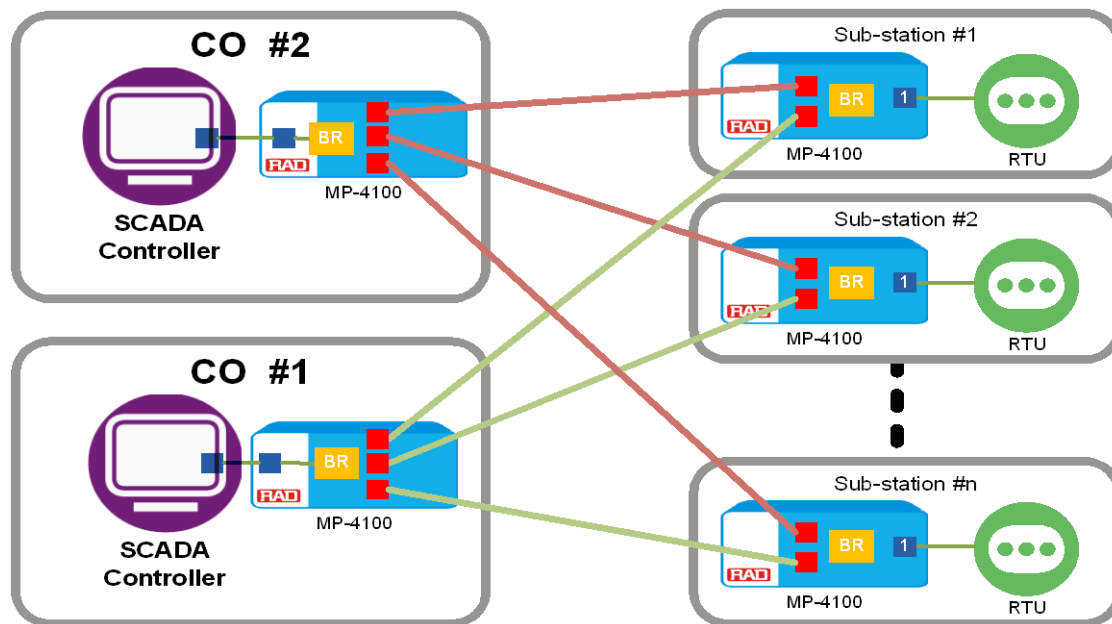 CO #2
BR
RAD
MP-4100
SCADA
Controller
CO #1
BR
RAD
MP-4100
SCADA
Controller
Sub-station #1
BR
1
RAD
MP-4100
RTU
Sub-station #2
BR
1
RAD
MP-4100
RTU
Sub-station #n
BR
1
RAD
MP-4100
RTU